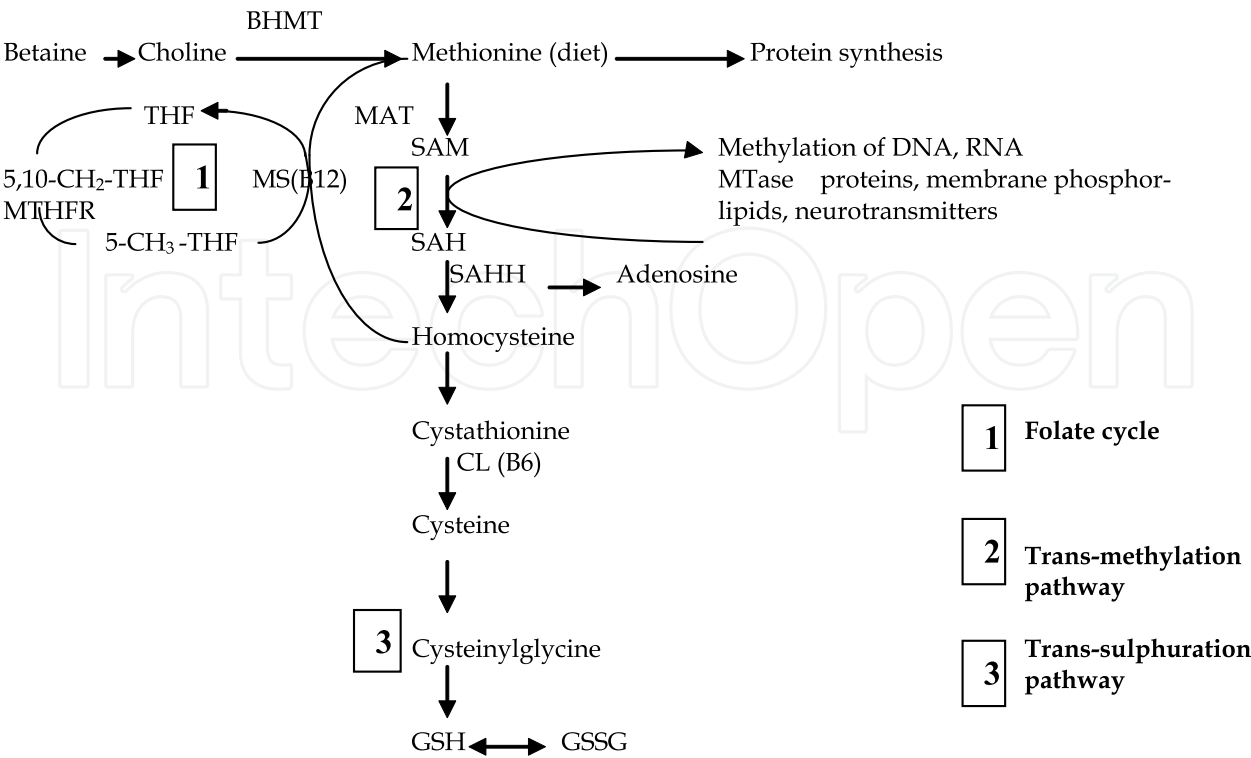 BHMT
Betaine Choline Methionine (diet) Protein synthesis
THF MAT
SAM Methylation of DNA, RNA
5,10-CH₂-THF 1 MS(B12) 2 MTase proteins, membrane phosphor-
MTHFR lipids, neurotransmitters
5-CH₃-THF SAH
SAHH Adenosine
Homocysteine
Cystathionine 1 Folate cycle
CL (B6)
Cysteine
2 Trans-methylation
pathway
3 Cysteinylglycine 3 Trans-sulphuration
pathway
GSH GSSG
IntechOpen